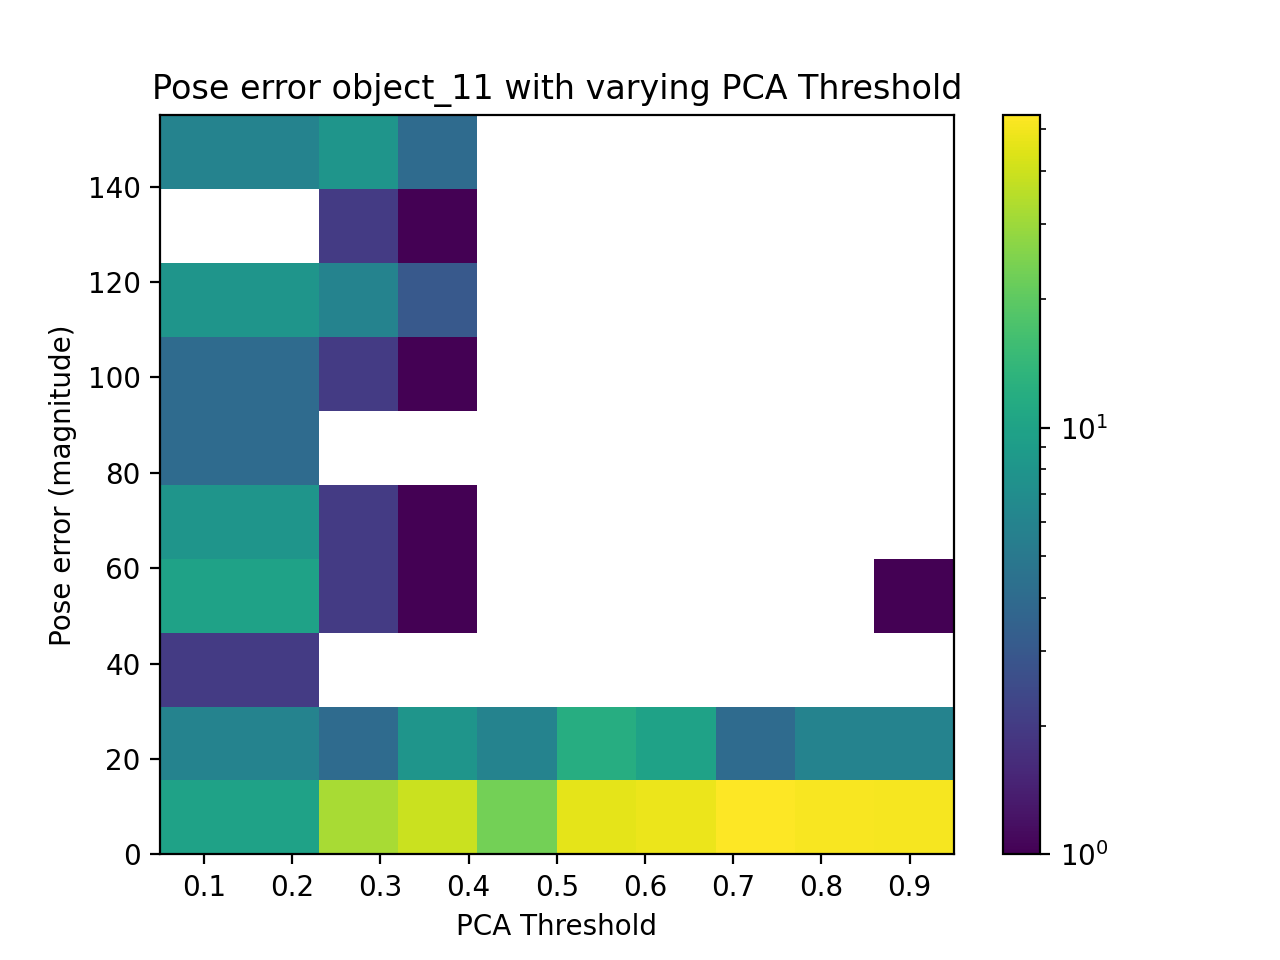 Pose error object_11 with varying PCA Threshold
140
120
100
80
60
40
20
0
Pose error (magnitude)
0.1 0.2 0.3 0.4 0.5 0.6 0.7 0.8 0.9
PCA Threshold
10¹
10⁰